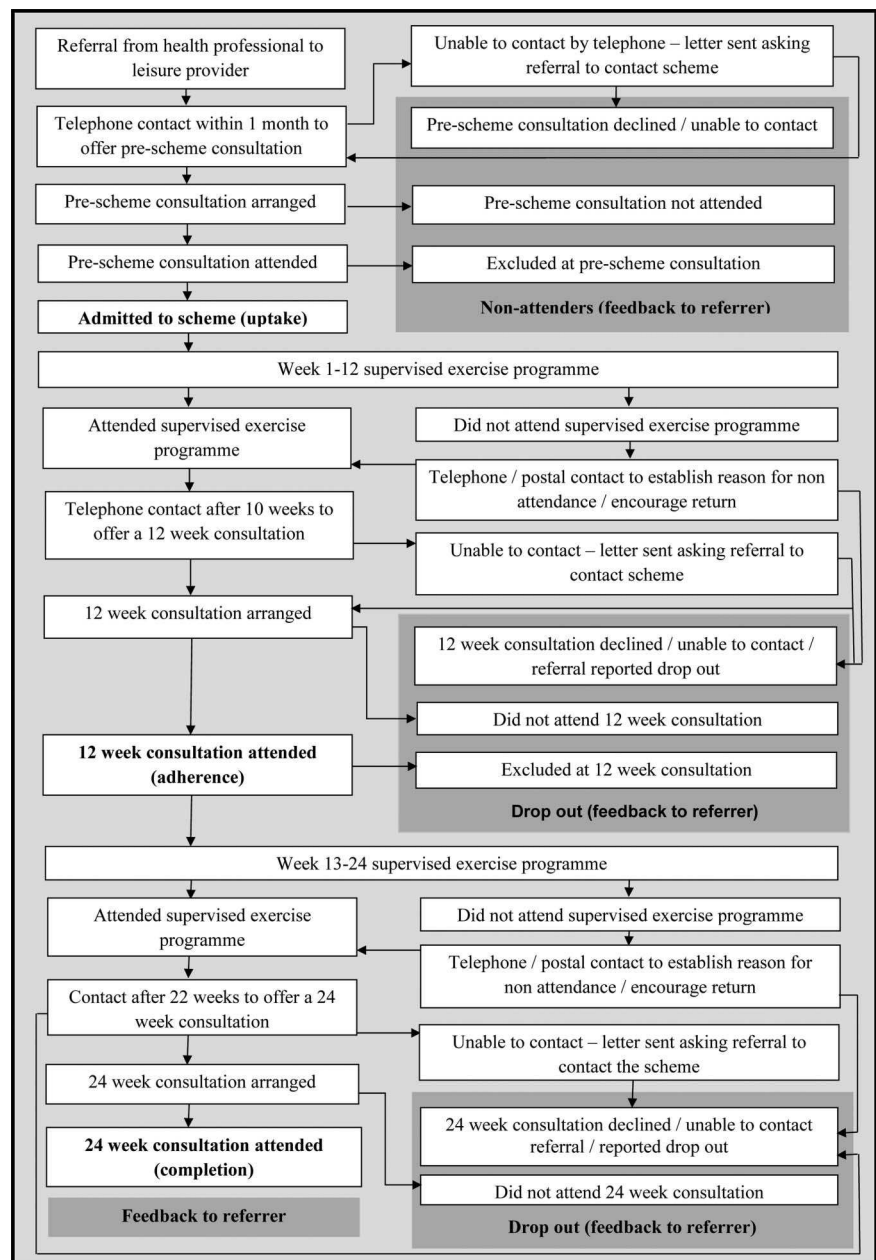 Referral from health professional to
leisure provider
Unable to contact by telephone – letter sent asking
referral to contact scheme
Telephone contact within 1 month to
offer pre-scheme consultation
Pre-scheme consultation declined / unable to contact
Pre-scheme consultation arranged
Pre-scheme consultation not attended
Pre-scheme consultation attended
Excluded at pre-scheme consultation
Admitted to scheme (uptake)
Non-attenders (feedback to referrer)
Week 1-12 supervised exercise programme
Attended supervised exercise
programme
Did not attend supervised exercise programme
Telephone / postal contact to establish reason for non
attendance / encourage return
Telephone contact after 10 weeks to
offer a 12 week consultation
Unable to contact – letter sent asking referral to
contact scheme
12 week consultation arranged
12 week consultation declined / unable to contact /
referral reported drop out
Did not attend 12 week consultation
12 week consultation attended
(adherence)
Excluded at 12 week consultation
Drop out (feedback to referrer)
Week 13-24 supervised exercise programme
Attended supervised exercise
programme
Did not attend supervised exercise programme
Telephone / postal contact to establish reason for
non attendance / encourage return
Contact after 22 weeks to offer a 24
week consultation
Unable to contact – letter sent asking referral to
contact the scheme
24 week consultation arranged
24 week consultation declined / unable to contact
referral / reported drop out
24 week consultation attended
(completion)
Did not attend 24 week consultation
Feedback to referrer
Drop out (feedback to referrer)